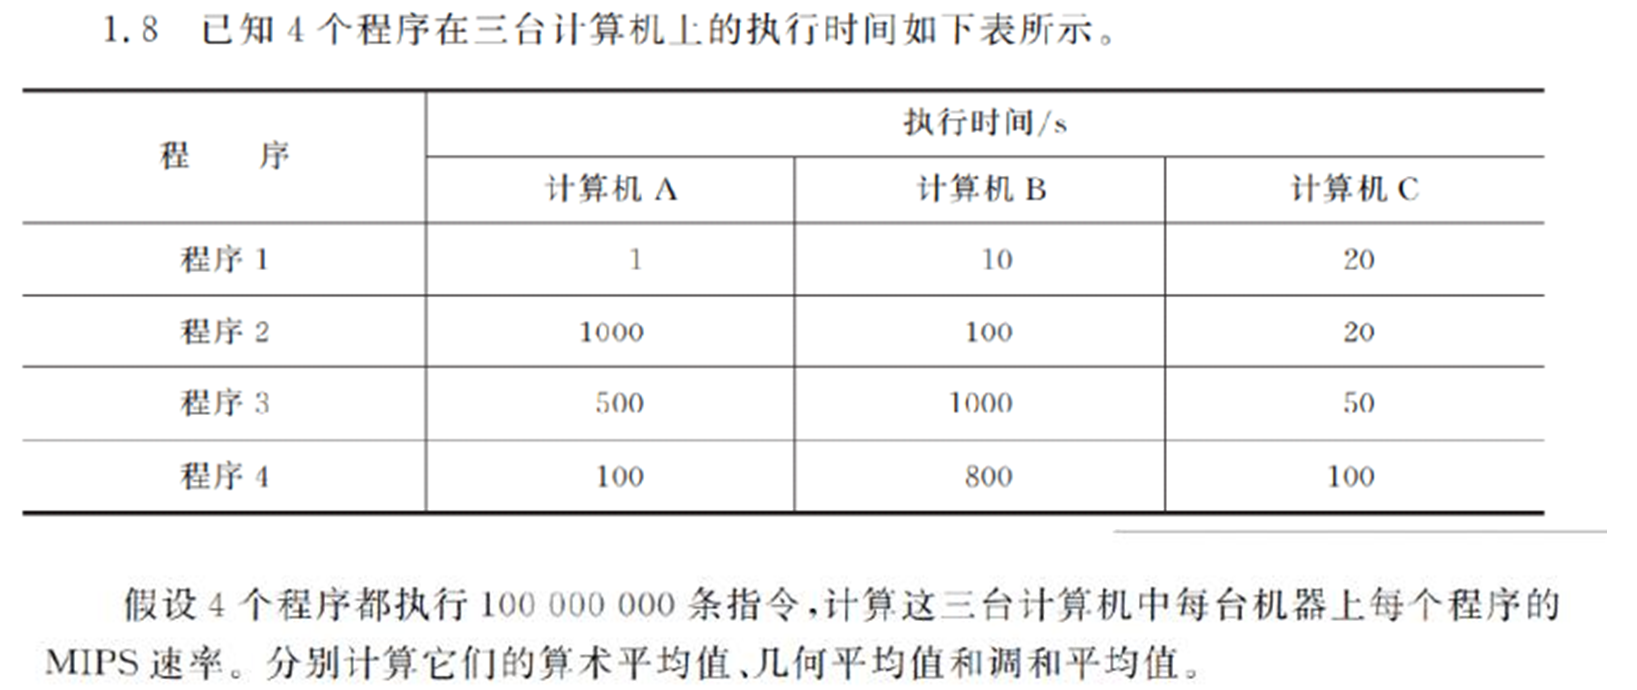 1.8 已知4个程序在三台计算机上的执行时间如下表所示。
程 序
执行时间/s
计算机A 计算机B 计算机C
程序1 1 10 20
程序2 1000 100 20
程序3 500 1000 50
程序4 100 800 100
假设4个程序都执行100 000 000条指令,计算这三台计算机中每台机器上每个程序的
MIPS速率。分别计算它们的算术平均值、几何平均值和调和平均值。